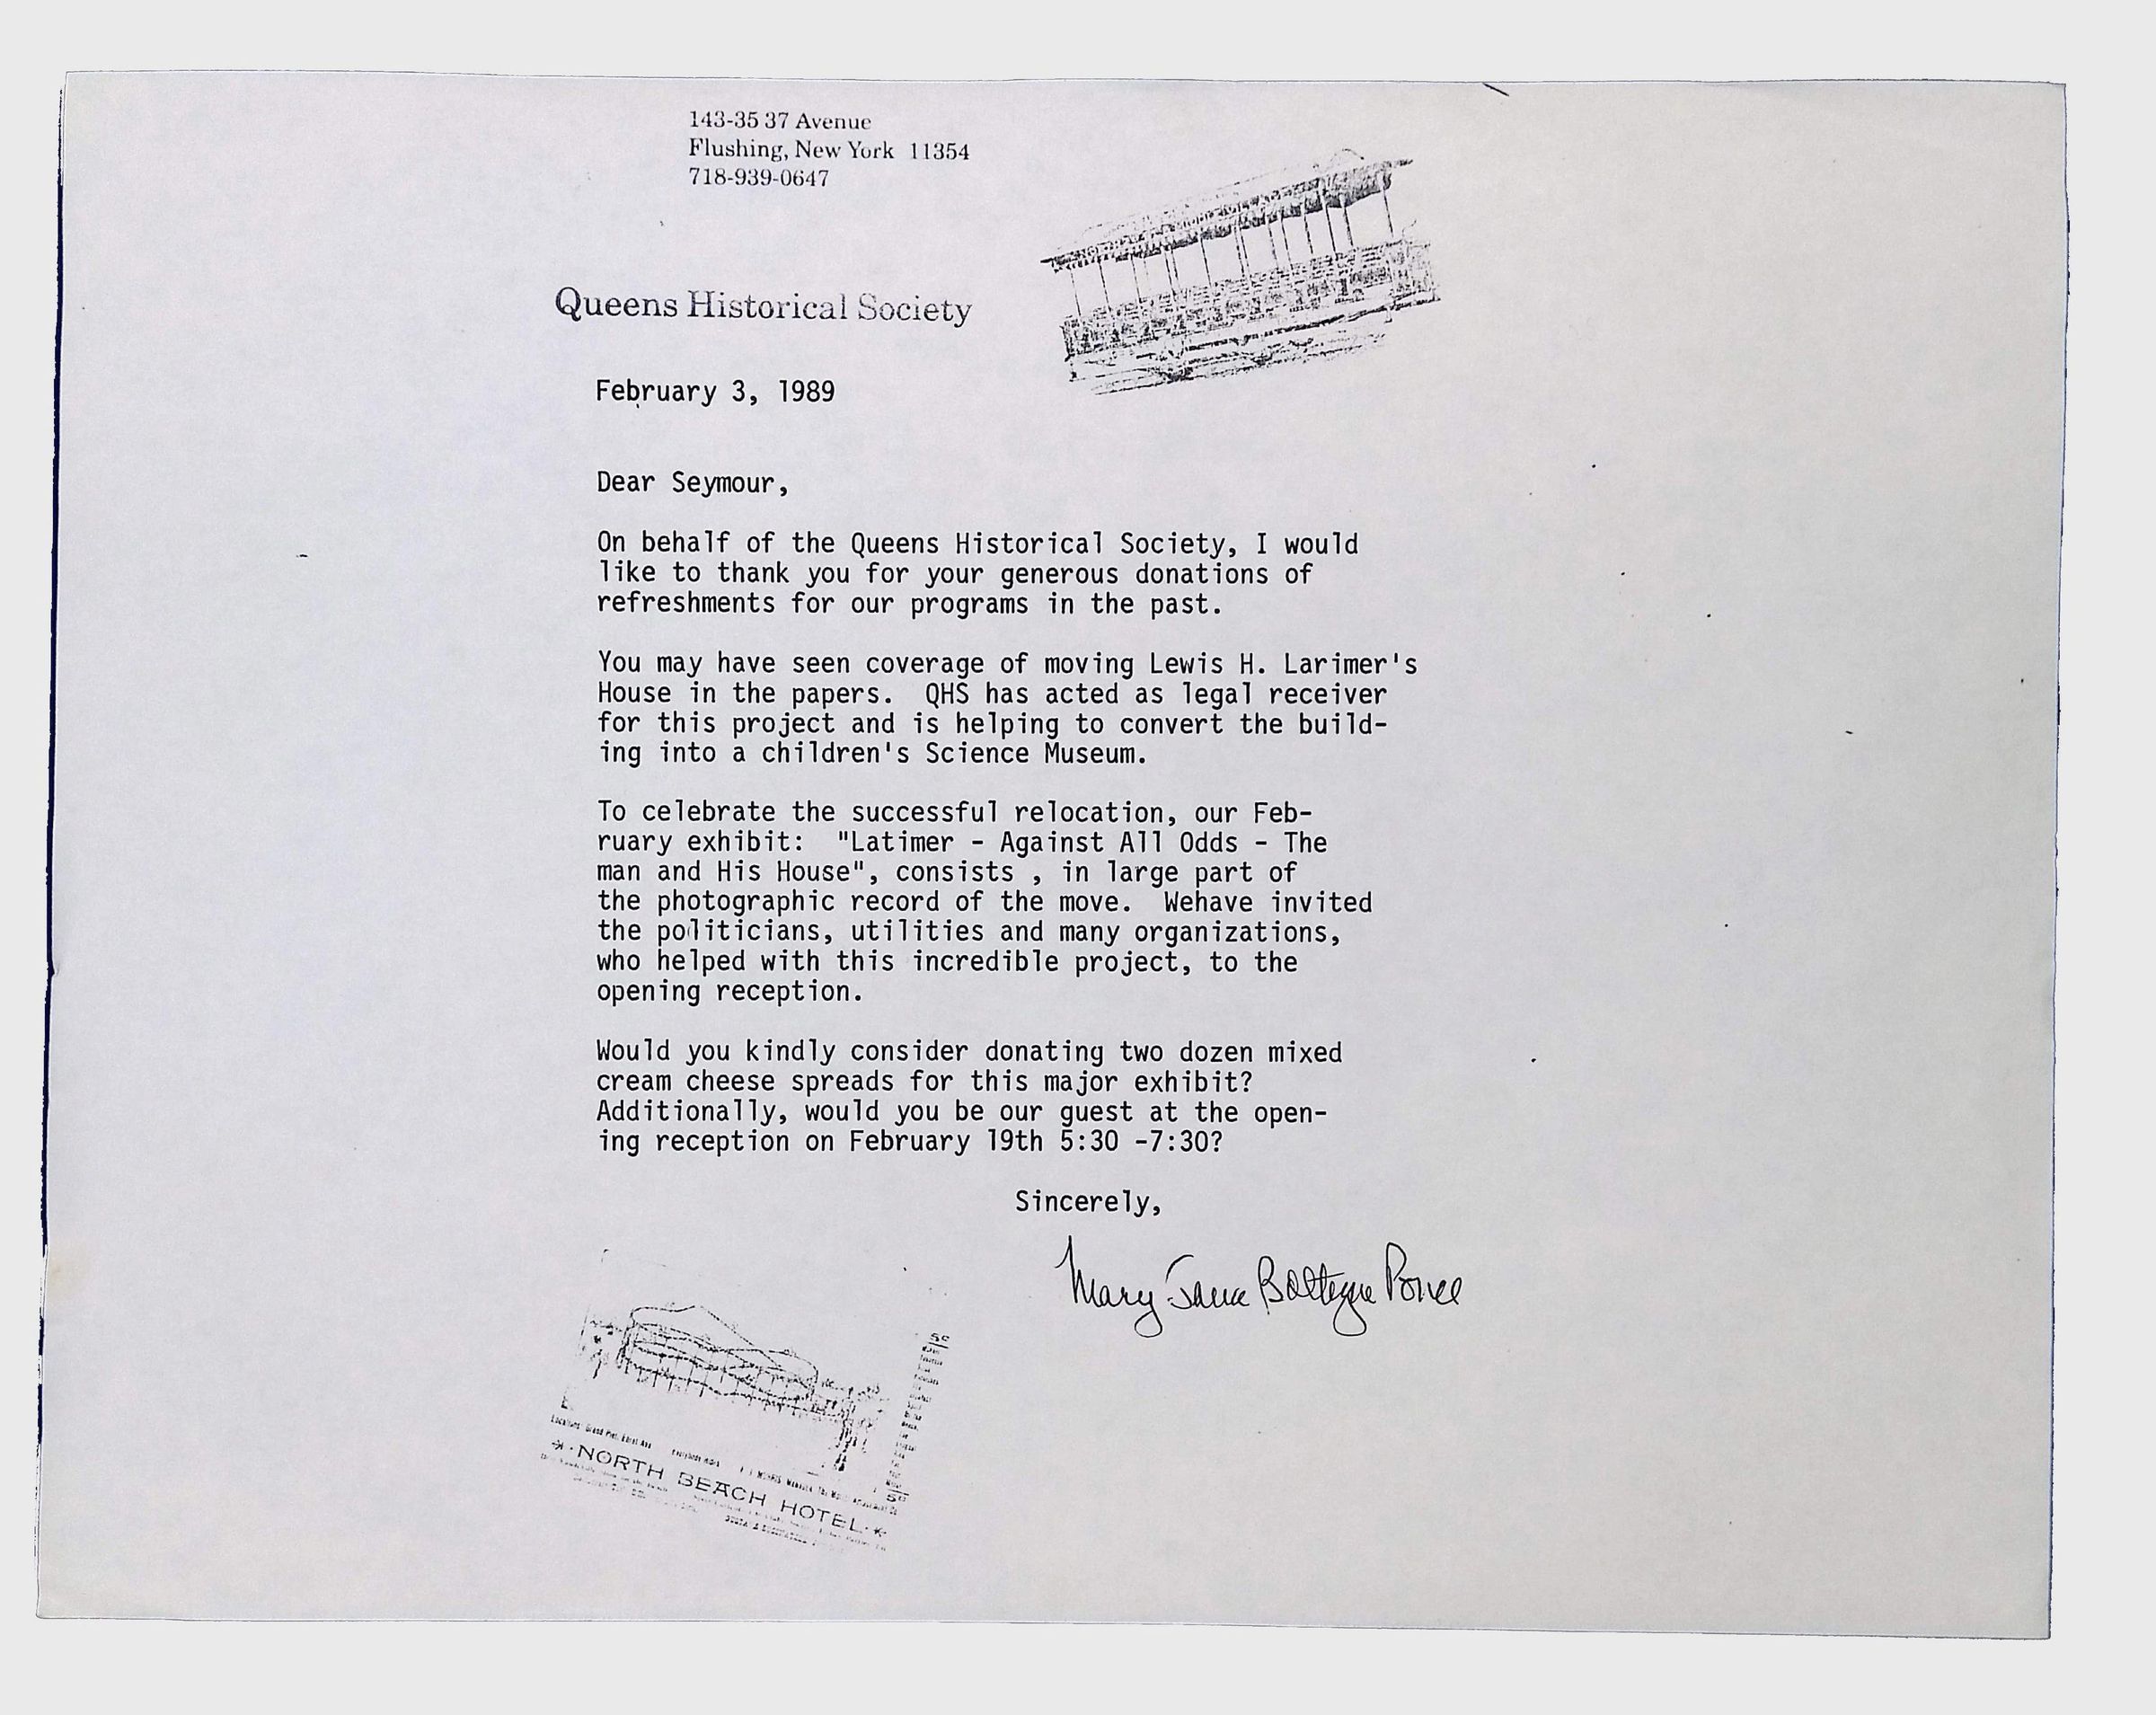 143-35 37 Avenue
Flushing, New York 11354
718-939-0647
Queens Historical Society
February 3, 1989
Dear Seymour,
On behalf of the Queens Historical Society, I would
like to thank you for your generous donations of
refreshments for our programs in the past.
You may have seen coverage of moving Lewis H. Larimer's
House in the papers.  QHS has acted as legal receiver
for this project and is helping to convert the build-
ing into a children's Science Museum.
To celebrate the successful relocation, our Feb-
ruary exhibit:  "Latimer - Against All Odds - The
man and His House", consists , in large part of
the photographic record of the move.  Wehave invited
the politicians, utilities and many organizations,
who helped with this incredible project, to the
opening reception.
Would you kindly consider donating two dozen mixed
cream cheese spreads for this major exhibit?
Additionally, would you be our guest at the open-
ing reception on February 19th 5:30 -7:30?
Sincerely,
Mary Jane
5c
NORTH BEACH HOTEL